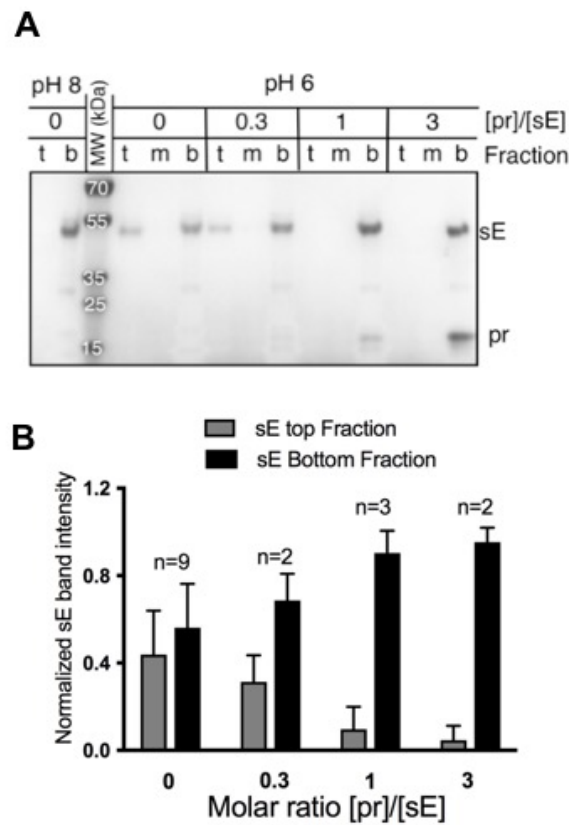 A
pH 8 MW (kDa) pH 6
0 0 0.3 1 3 [pr]/[sE]
t b t m b t m b t m b t m b Fraction
70
55 sE
35
25
pr
15
B
sE top Fraction
sE Bottom Fraction
Normalized sE band intensity
1.2
0.8
0.4
0.0
n=9
n=2
n=3
n=2
0 0.3 1 3
Molar ratio [pr]/[sE]